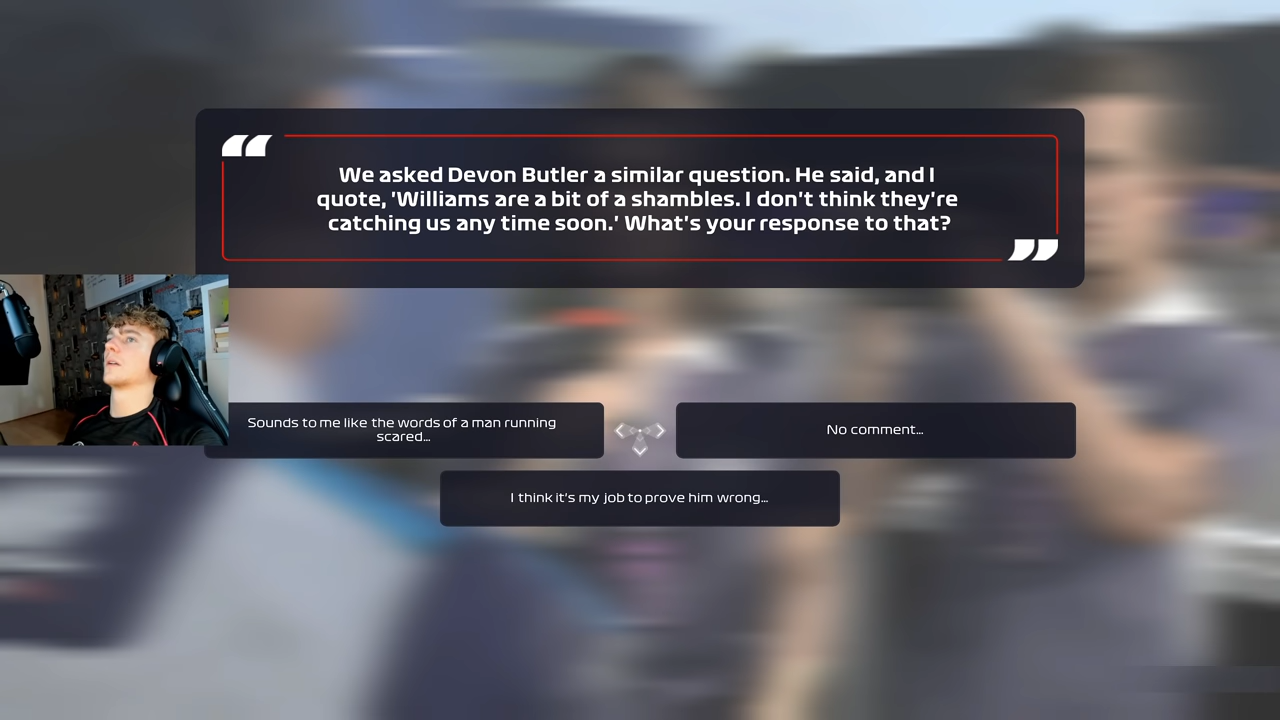 We asked Devon Butler a similar question. He said, and I
quote, 'Williams are a bit of a shambles. I don't think they're
catching us any time soon.' What's your response to that?
Sounds to me like the words of a man running
scared...
No comment...
I think it's my job to prove him wrong...